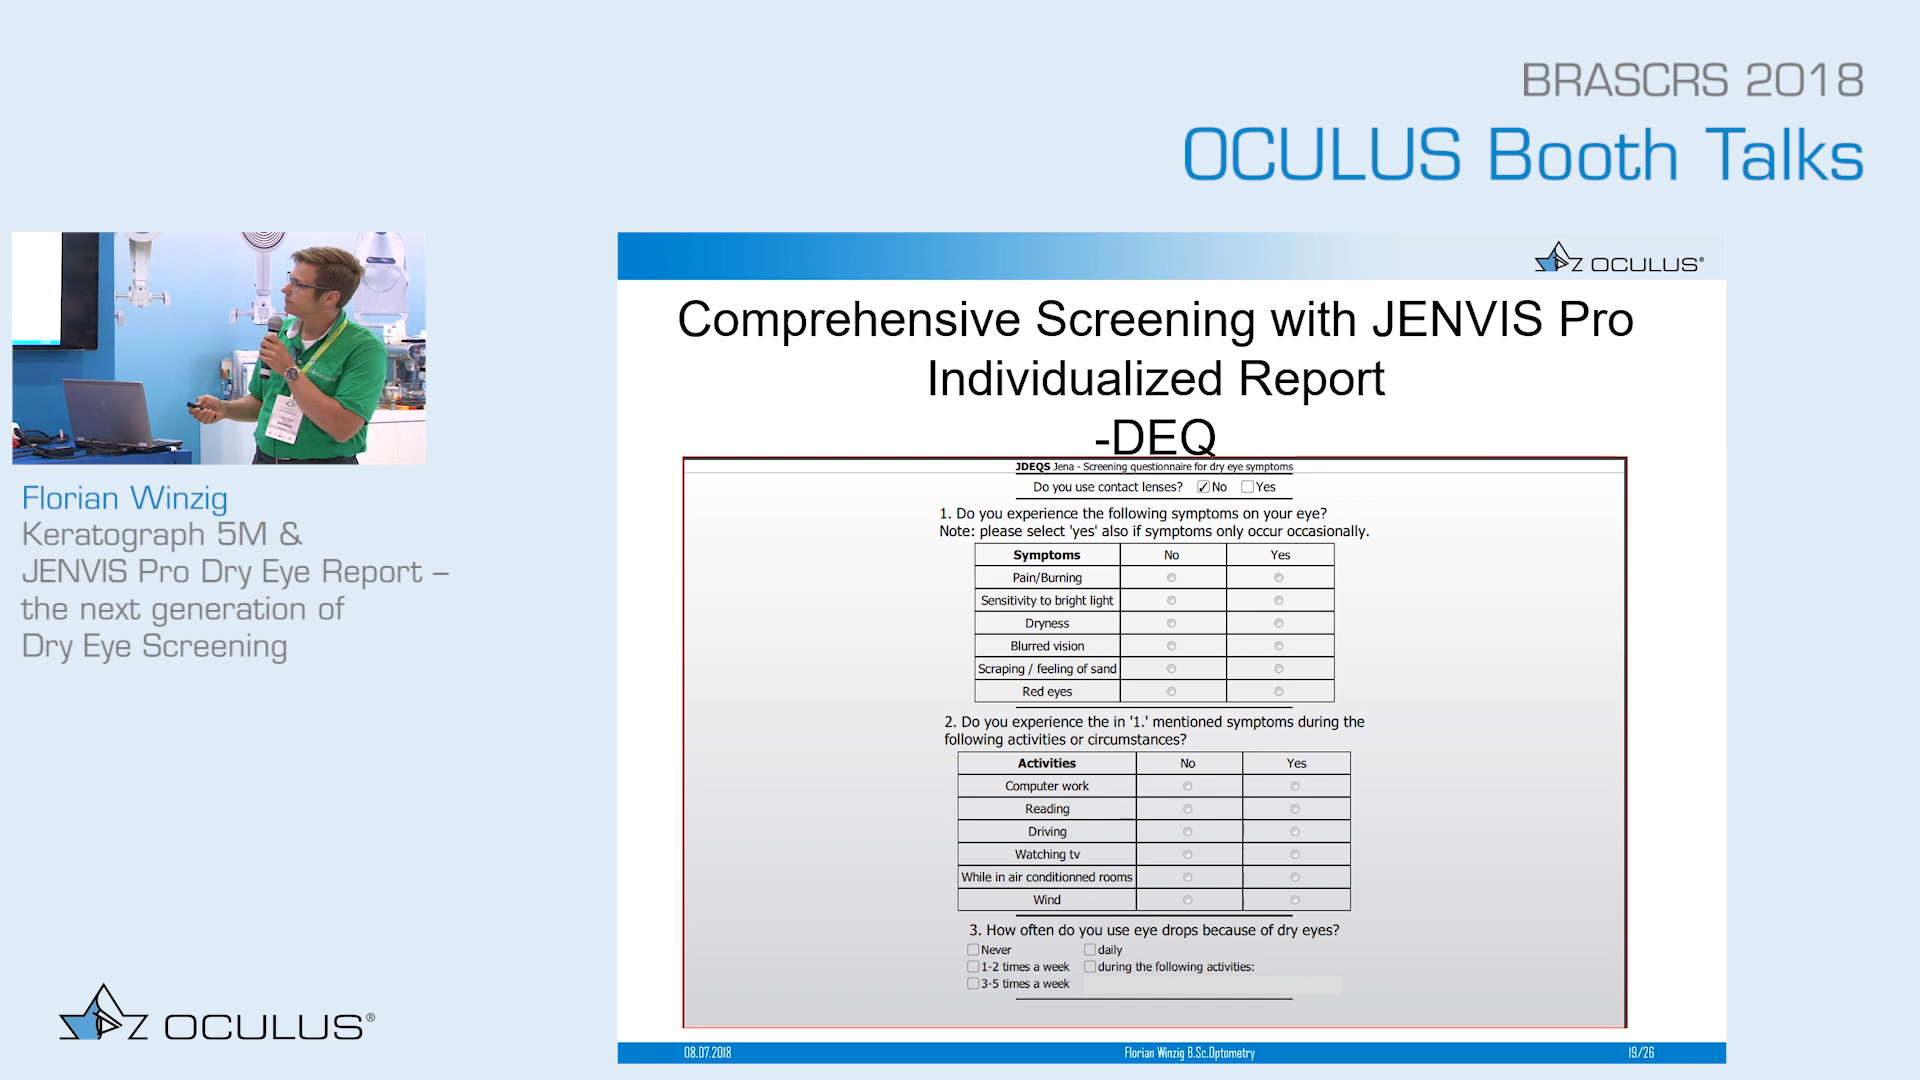 BRASCRS 2018
OCULUS Booth Talks
Florian Winzig
Keratograph 5M &
JENVIS Pro Dry Eye Report –
the next generation of
Dry Eye Screening
OCULUS®
OCULUS®
Comprehensive Screening with JENVIS Pro
Individualized Report
-DEQ
JDEQS Jena - Screening questionnaire for dry eye symptoms
Do you use contact lenses? No Yes
1. Do you experience the following symptoms on your eye?
Note: please select 'yes' also if symptoms only occur occasionally.
Symptoms No Yes
Pain/Burning
Sensitivity to bright light
Dryness
Blurred vision
Scraping / feeling of sand
Red eyes
2. Do you experience the in '1.' mentioned symptoms during the
following activities or circumstances?
Activities No Yes
Computer work
Reading
Driving
Watching tv
While in air conditionned rooms
Wind
3. How often do you use eye drops because of dry eyes?
Never daily
1-2 times a week during the following activities:
3-5 times a week
08.07.2018 Florian Winzig B.Sc.Optometry 19/26